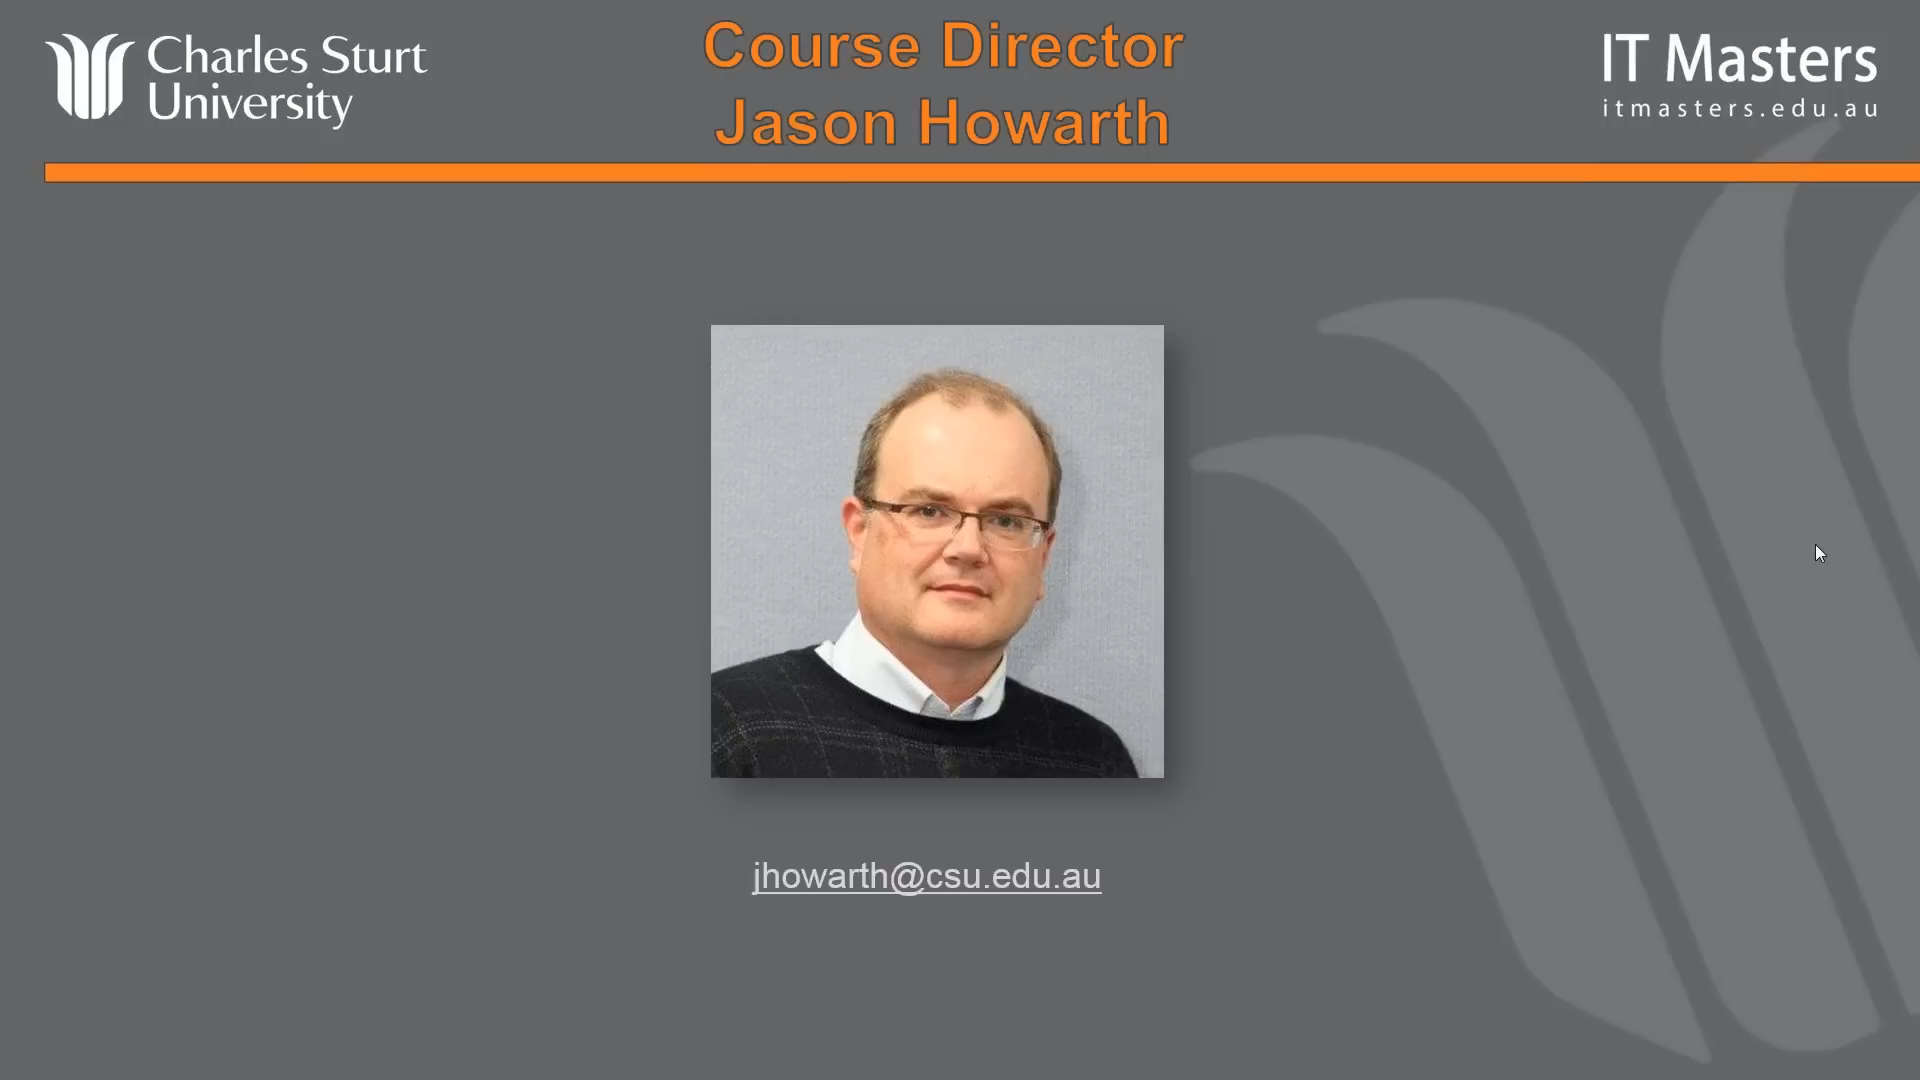 Charles Sturt
University
Course Director
Jason Howarth
IT Masters
itmasters.edu.au
jhowarth@csu.edu.au